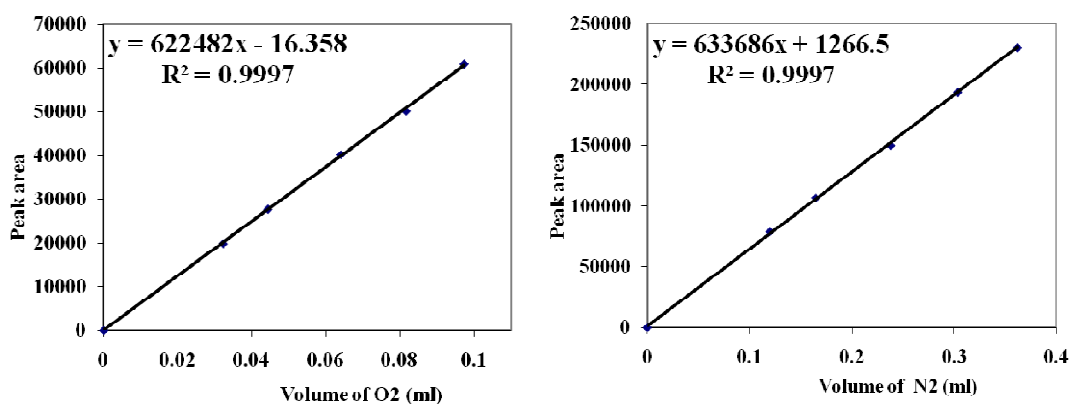 y = 622482x - 16.358
R² = 0.9997
70000
60000
50000
40000
30000
20000
10000
0
Peak area
0 0.02 0.04 0.06 0.08 0.1
Volume of O2 (ml)
y = 633686x + 1266.5
R² = 0.9997
250000
200000
150000
100000
50000
0
Peak area
0 0.1 0.2 0.3 0.4
Volume of N2 (ml)